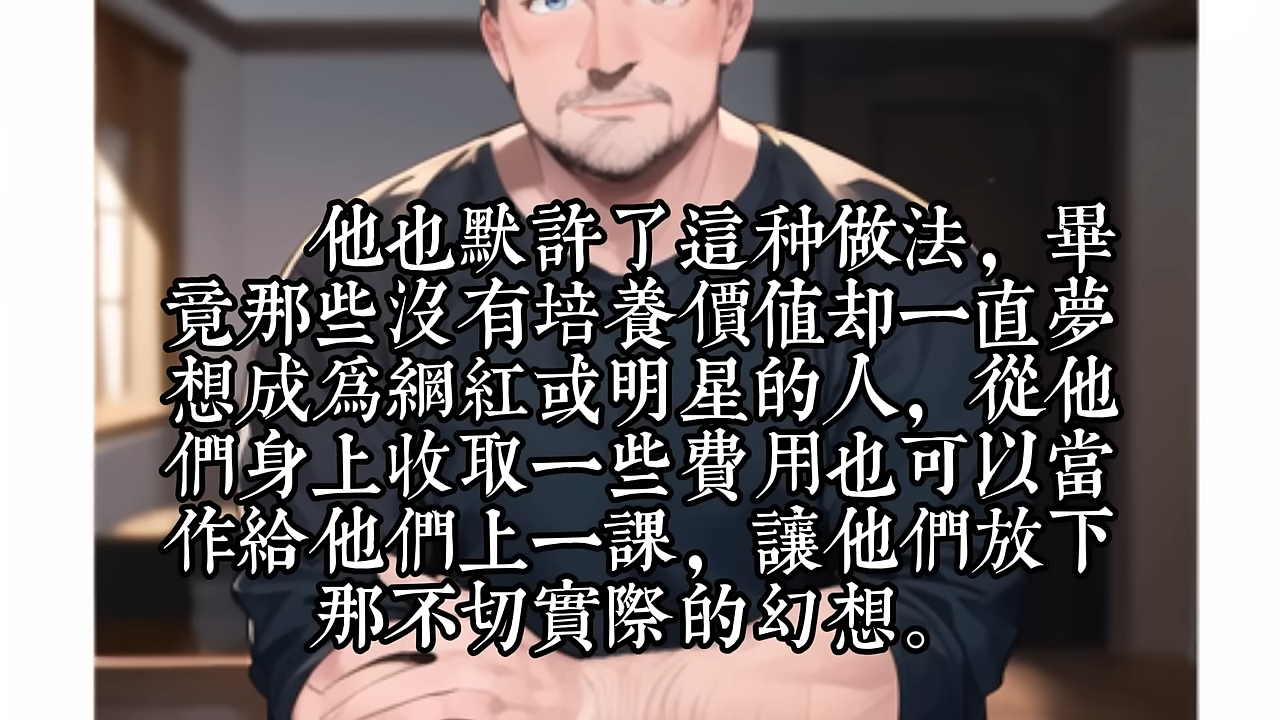 他也默許了這种做法，畢
竟那些沒有培養價值却一直夢
想成爲網紅或明星的人，從他
們身上收取一些費用也可以當
作給他們上一課，讓他們放下
那不切實際的幻想。